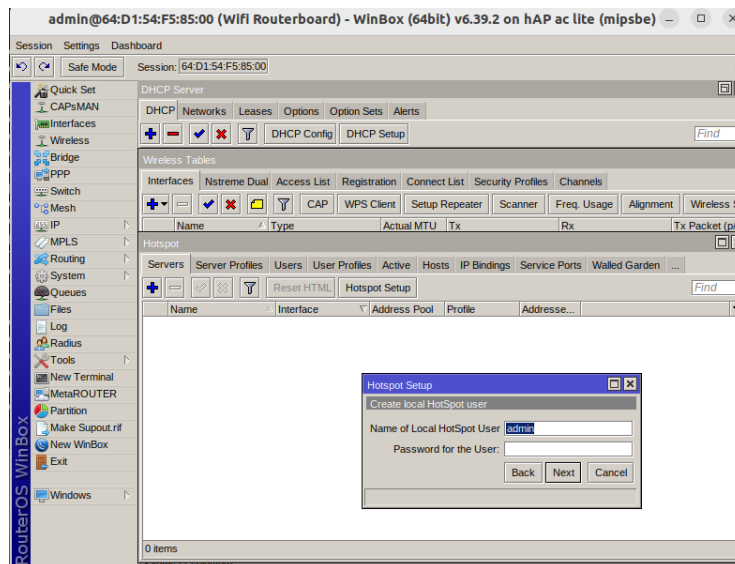 admin@64:D1:54:F5:85:00 (Wifi Routerboard) - WinBox (64bit) v6.39.2 on hAP ac lite (mipsbe)
Session Settings Dashboard
Safe Mode Session: 64:D1:54:F5:85:00
Quick Set
CAPsMAN
Interfaces
Wireless
Bridge
PPP
Switch
Mesh
IP
MPLS
Routing
System
Queues
Files
Log
Radius
Tools
New Terminal
MetaROUTER
Partition
Make Supout.rif
New WinBox
Exit
Windows
RouterOS WinBox
DHCP Server
DHCP Networks Leases Options Option Sets Alerts
DHCP Config DHCP Setup Find
Wireless Tables
Interfaces Nstreme Dual Access List Registration Connect List Security Profiles Channels
CAP WPS Client Setup Repeater Scanner Freq. Usage Alignment Wireless S
Name Type Actual MTU Tx Rx Tx Packet (p/
Hotspot
Servers Server Profiles Users User Profiles Active Hosts IP Bindings Service Ports Walled Garden ...
Reset HTML Hotspot Setup Find
Name Interface Address Pool Profile Addresse...
Hotspot Setup
Create local HotSpot user
Name of Local HotSpot User admin
Password for the User:
Back Next Cancel
0 items